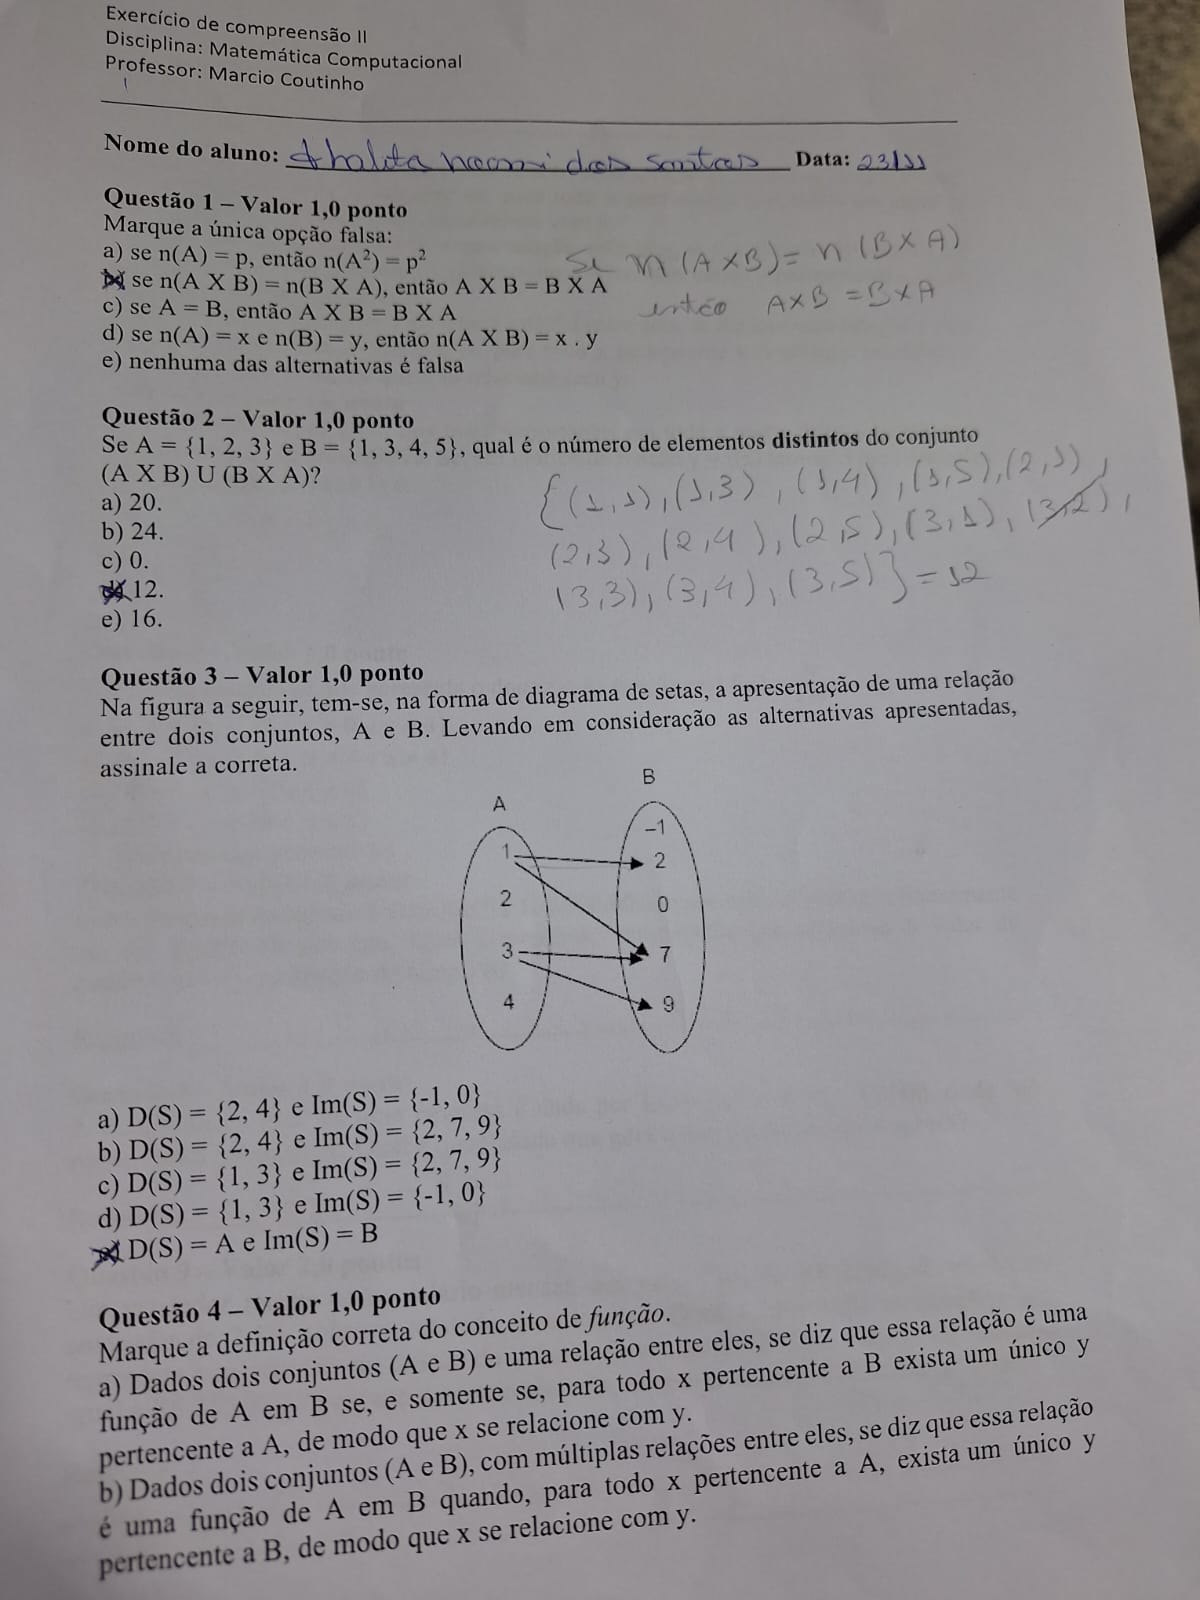 Exercício de compreensão II
Disciplina: Matemática Computacional
Professor: Marcio Coutinho
Nome do aluno: thalita naomi dos santos Data: 23/11
Questão 1 – Valor 1,0 ponto
Marque a única opção falsa:
a) se n(A) = p, então n(A²) = p²
se n(A X B) = n(B X A), então A X B = B X A
c) se A = B, então A X B = B X A
d) se n(A) = x e n(B) = y, então n(A X B) = x . y
e) nenhuma das alternativas é falsa
Se n(A×B) = n(B×A)
então A×B = B×A
Questão 2 – Valor 1,0 ponto
Se A = {1, 2, 3} e B = {1, 3, 4, 5}, qual é o número de elementos distintos do conjunto
(A X B) U (B X A)?
a) 20.
b) 24.
c) 0.
12.
e) 16.
{(1,1),(1,3),(1,4),(1,5),(2,1),
(2,3),(2,4),(2,5),(3,1),(3,2),
(3,3),(3,4),(3,5)} = 12
Questão 3 – Valor 1,0 ponto
Na figura a seguir, tem-se, na forma de diagrama de setas, a apresentação de uma relação
entre dois conjuntos, A e B. Levando em consideração as alternativas apresentadas,
assinale a correta.
A
1
2
3
4
B
–1
2
0
7
9
a) D(S) = {2, 4} e Im(S) = {-1, 0}
b) D(S) = {2, 4} e Im(S) = {2, 7, 9}
c) D(S) = {1, 3} e Im(S) = {2, 7, 9}
d) D(S) = {1, 3} e Im(S) = {-1, 0}
D(S) = A e Im(S) = B
Questão 4 – Valor 1,0 ponto
Marque a definição correta do conceito de função.
a) Dados dois conjuntos (A e B) e uma relação entre eles, se diz que essa relação é uma
função de A em B se, e somente se, para todo x pertencente a B exista um único y
pertencente a A, de modo que x se relacione com y.
b) Dados dois conjuntos (A e B), com múltiplas relações entre eles, se diz que essa relação
é uma função de A em B quando, para todo x pertencente a A, exista um único y
pertencente a B, de modo que x se relacione com y.